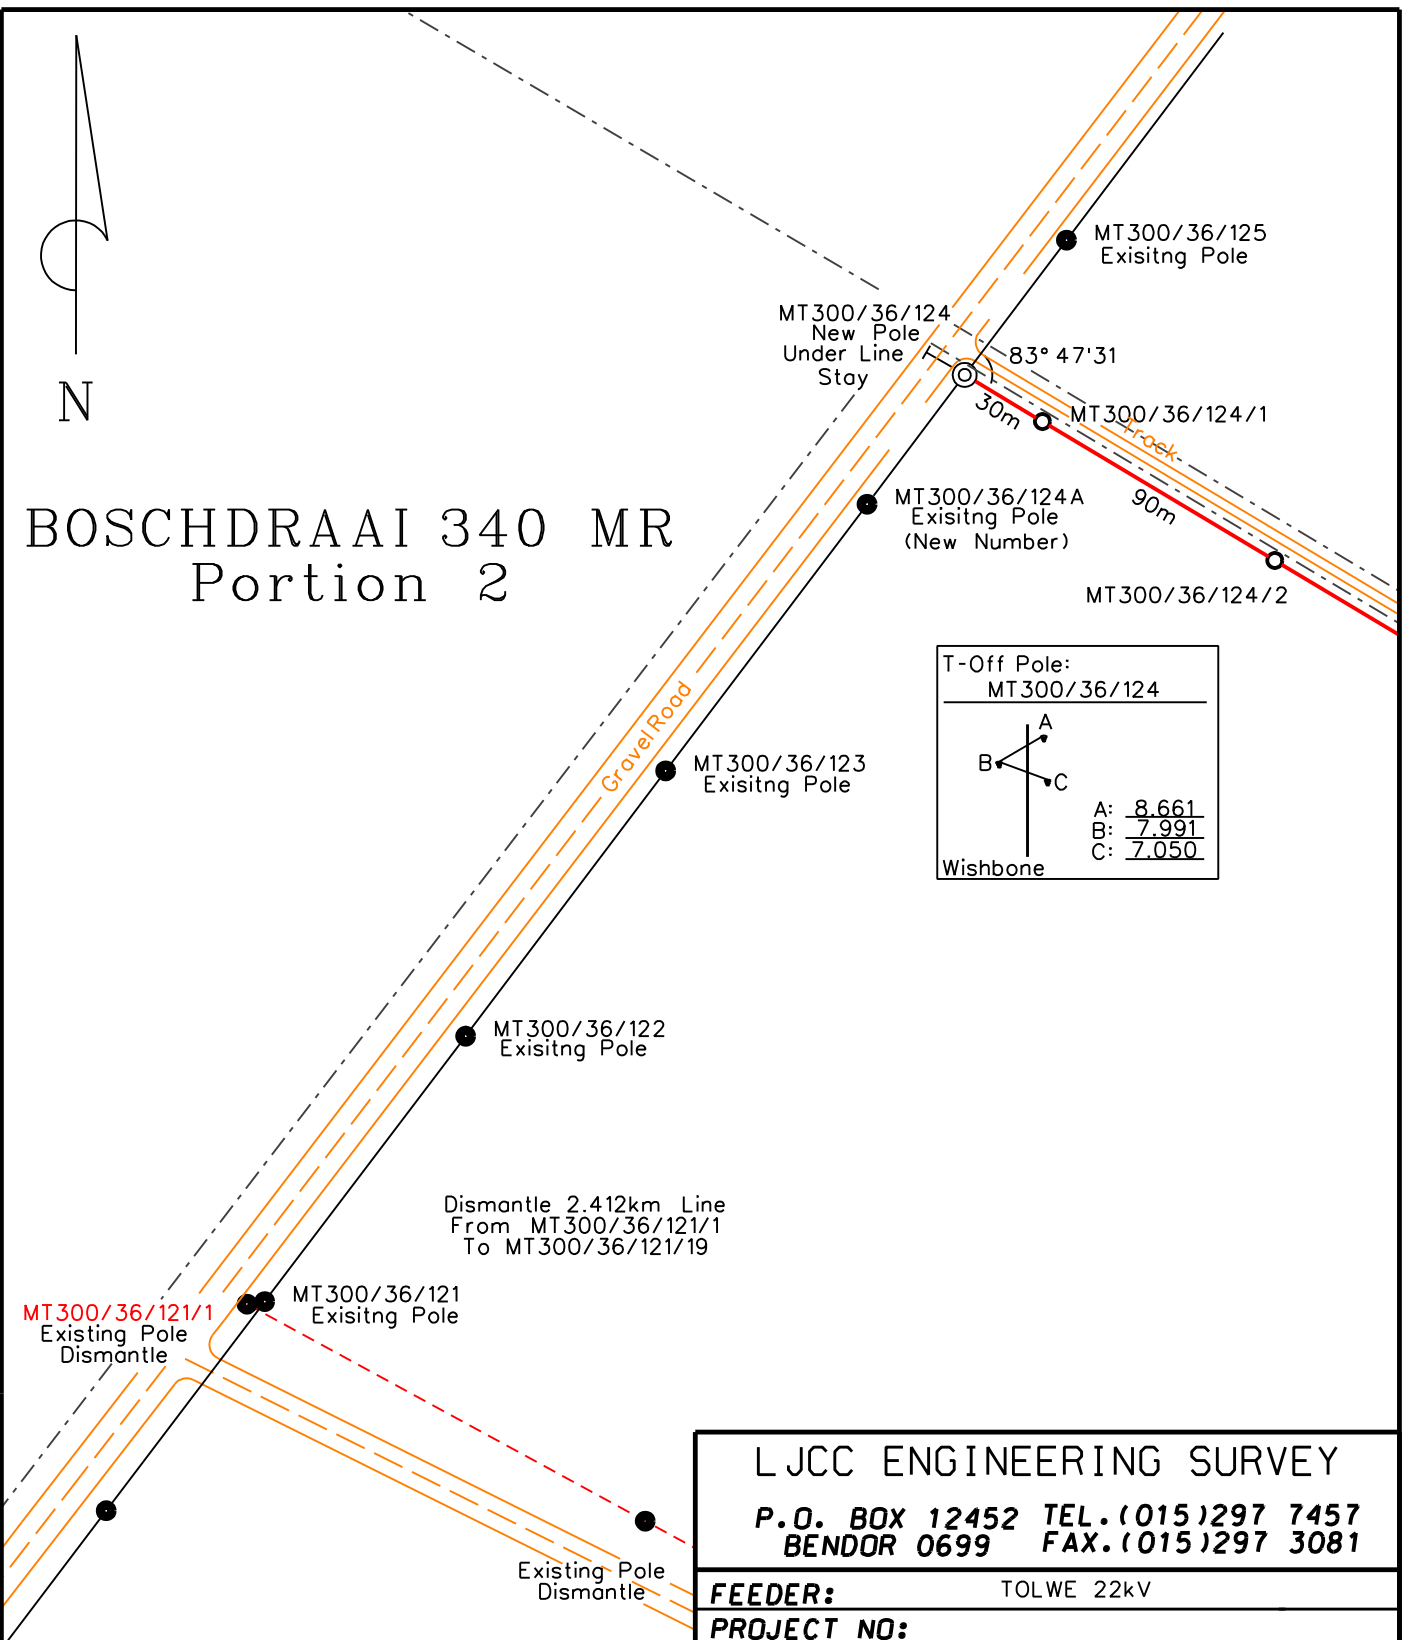 MT300/36/125
Exisitng Pole
MT300/36/124
New Pole
Under Line
Stay
83° 47'31
30m
MT300/36/124/1
Track
90m
N
MT300/36/124A
Exisitng Pole
(New Number)
BOSCHDRAAI 340 MR
Portion 2
MT300/36/124/2
T-Off Pole:
MT300/36/124
A
B
C
A: 8.661
B: 7.991
C: 7.050
Wishbone
Gravel Road
MT300/36/123
Exisitng Pole
MT300/36/122
Exisitng Pole
Dismantle 2.412km Line
From MT300/36/121/1
To MT300/36/121/19
MT300/36/121
Exisitng Pole
MT300/36/121/1
Existing Pole
Dismantle
Existing Pole
Dismantle
LJCC ENGINEERING SURVEY
P.O. BOX 12452 TEL.(015)297 7457
BENDOR 0699 FAX.(015)297 3081
FEEDER: TOLWE 22kV
PROJECT NO: